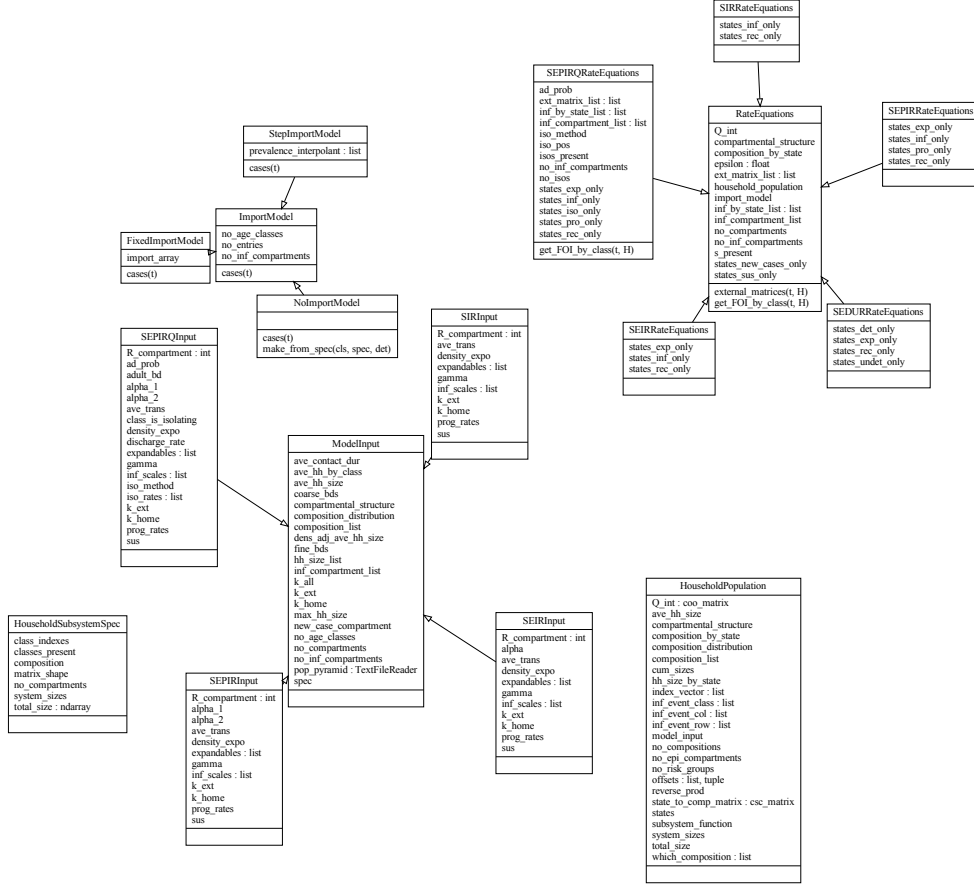 SIRRateEquations
states_inf_only
states_rec_only
SEPIRQRateEquations
ad_prob
ext_matrix_list : list
inf_by_state_list : list
inf_compartment_list : list
iso_method
iso_pos
isos_present
no_inf_compartments
no_isos
states_exp_only
states_inf_only
states_iso_only
states_pro_only
states_rec_only
get_FOI_by_class(t, H)
RateEquations
Q_int
compartmental_structure
composition_by_state
epsilon : float
ext_matrix_list : list
household_population
import_model
inf_by_state_list : list
inf_compartment_list
no_compartments
no_inf_compartments
s_present
states_new_cases_only
states_sus_only
external_matrices(t, H)
get_FOI_by_class(t, H)
SEPIRRateEquations
states_exp_only
states_inf_only
states_pro_only
states_rec_only
StepImportModel
prevalence_interpolant : list
cases(t)
ImportModel
no_age_classes
no_entries
no_inf_compartments
cases(t)
FixedImportModel
import_array
cases(t)
NoImportModel
cases(t)
make_from_spec(cls, spec, det)
SEIRRateEquations
states_exp_only
states_inf_only
states_rec_only
SEDURRateEquations
states_det_only
states_exp_only
states_rec_only
states_undet_only
SEPIRQInput
R_compartment : int
ad_prob
adult_bd
alpha_1
alpha_2
ave_trans
class_is_isolating
density_expo
discharge_rate
expandables : list
gamma
inf_scales : list
iso_method
iso_rates : list
k_ext
k_home
prog_rates
sus
SIRInput
R_compartment : int
ave_trans
density_expo
expandables : list
gamma
inf_scales : list
k_ext
k_home
prog_rates
sus
ModelInput
ave_contact_dur
ave_hh_by_class
ave_hh_size
coarse_bds
compartmental_structure
composition_distribution
composition_list
dens_adj_ave_hh_size
fine_bds
hh_size_list
inf_compartment_list
k_all
k_ext
k_home
max_hh_size
new_case_compartment
no_age_classes
no_compartments
no_inf_compartments
pop_pyramid : TextFileReader
spec
HouseholdSubsystemSpec
class_indexes
classes_present
composition
matrix_shape
no_compartments
system_sizes
total_size : ndarray
SEPIRInput
R_compartment : int
alpha_1
alpha_2
ave_trans
density_expo
expandables : list
gamma
inf_scales : list
k_ext
k_home
prog_rates
sus
SEIRInput
R_compartment : int
alpha
ave_trans
density_expo
expandables : list
gamma
inf_scales : list
k_ext
k_home
prog_rates
sus
HouseholdPopulation
Q_int : coo_matrix
ave_hh_size
compartmental_structure
composition_by_state
composition_distribution
composition_list
cum_sizes
hh_size_by_state
index_vector : list
inf_event_class : list
inf_event_col : list
inf_event_row : list
model_input
no_compositions
no_epi_compartments
no_risk_groups
offsets : list, tuple
reverse_prod
state_to_comp_matrix : csc_matrix
states
subsystem_function
system_sizes
total_size
which_composition : list